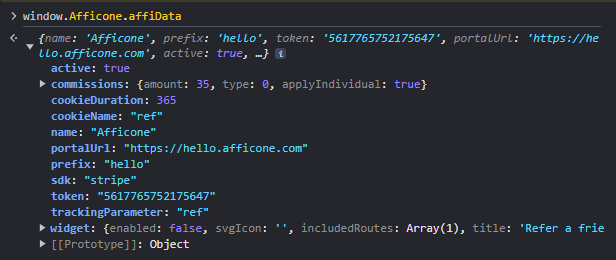 > window.Afficone.affiData
{name: 'Afficone', prefix: 'hello', token: '5617765752175647', portalUrl: 'https://he
llo.afficone.com', active: true, …} i
active: true
commissions: {amount: 35, type: 0, applyIndividual: true}
cookieDuration: 365
cookieName: "ref"
name: "Afficone"
portalUrl: "https://hello.afficone.com"
prefix: "hello"
sdk: "stripe"
token: "5617765752175647"
trackingParameter: "ref"
widget: {enabled: false, svgIcon: '', includedRoutes: Array(1), title: 'Refer a frie
[[Prototype]]: Object